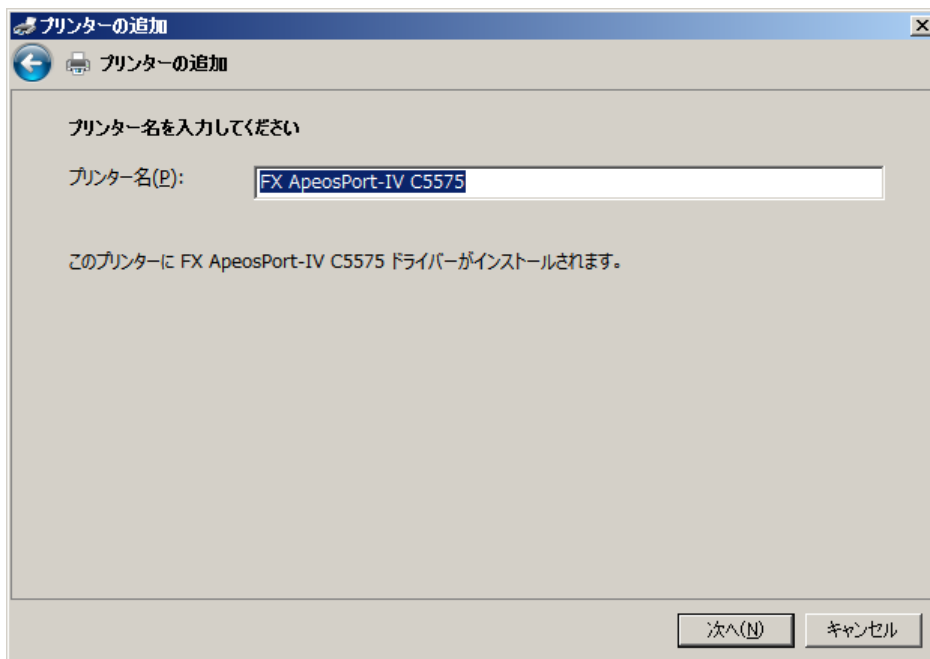 プリンターの追加
プリンターの追加
プリンター名を入力してください
プリンター名(P): FX ApeosPort-IV C5575
このプリンターに FX ApeosPort-IV C5575 ドライバーがインストールされます。
次へ(N) キャンセル